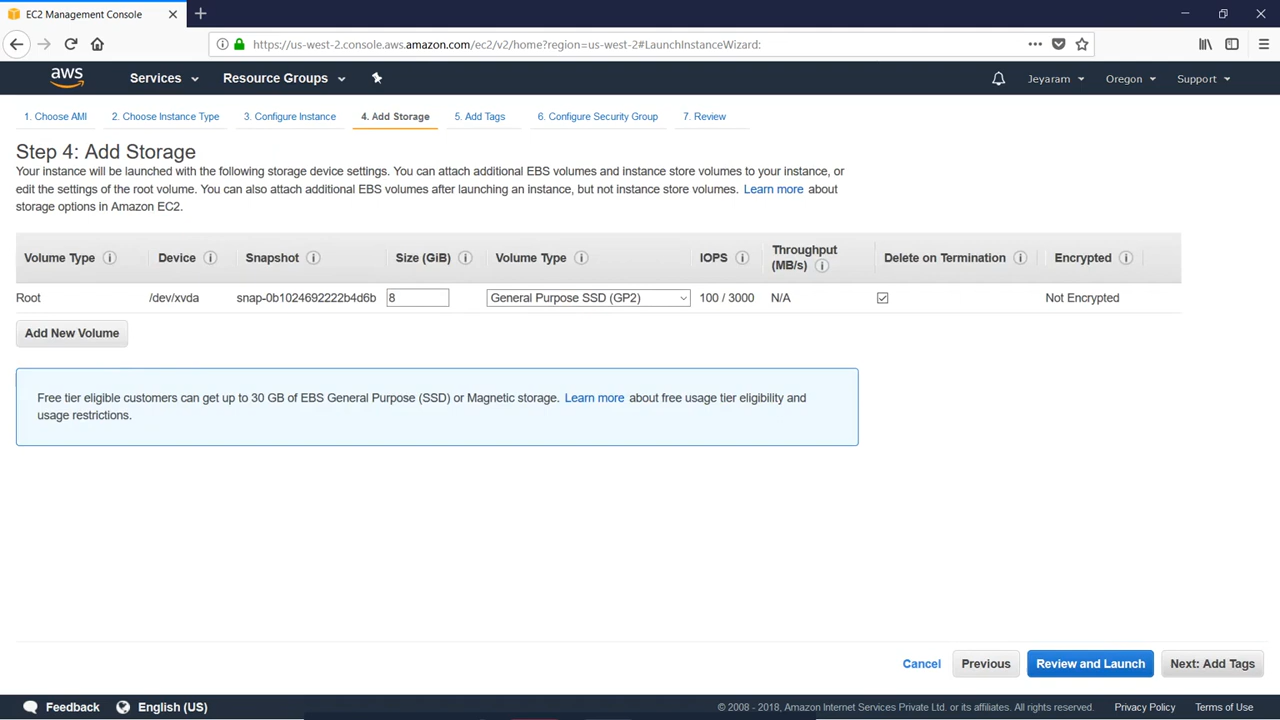 EC2 Management Console
https://us-west-2.console.aws.amazon.com/ec2/v2/home?region=us-west-2#LaunchInstanceWizard:
aws Services Resource Groups Jeyaram Oregon Support
1. Choose AMI 2. Choose Instance Type 3. Configure Instance 4. Add Storage 5. Add Tags 6. Configure Security Group 7. Review
Step 4: Add Storage
Your instance will be launched with the following storage device settings. You can attach additional EBS volumes and instance store volumes to your instance, or
edit the settings of the root volume. You can also attach additional EBS volumes after launching an instance, but not instance store volumes. Learn more about
storage options in Amazon EC2.
Volume Type Device Snapshot Size (GiB) Volume Type IOPS Throughput (MB/s) Delete on Termination Encrypted
Root /dev/xvda snap-0b1024692222b4d6b 8 General Purpose SSD (GP2) 100 / 3000 N/A Not Encrypted
Add New Volume
Free tier eligible customers can get up to 30 GB of EBS General Purpose (SSD) or Magnetic storage. Learn more about free usage tier eligibility and
usage restrictions.
Cancel Previous Review and Launch Next: Add Tags
Feedback English (US) © 2008 - 2018, Amazon Internet Services Private Ltd. or its affiliates. All rights reserved. Privacy Policy Terms of Use